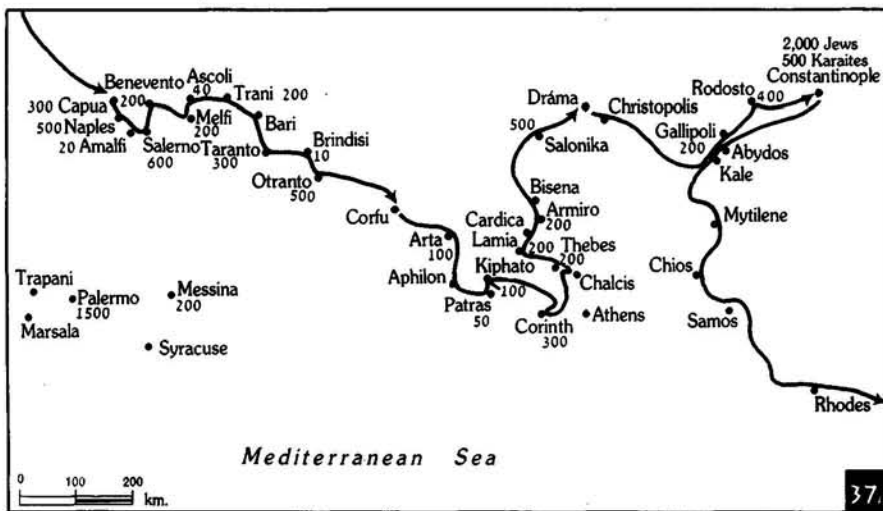 2,000 Jews
500 Karaites
Constantinople
Ascoli
40
Benevento
200
Trani 200
Rodosto
400
300 Capua
Dráma
Christopolis
500 Naples
Melfi
200
Bari
20 Amalfi
Salerno
600
Taranto
300
Brindisi
10
500
Salonika
Gallipoli
200
Abydos
Kale
Otranto
500
Bisena
Corfu
Armiro
200
Cardica
Lamia
200
Mytilene
Arta
100
Thebes
200
Kiphato
100
Chalcis
Chios
Aphilon
Trapani
Palermo
1500
Messina
200
Patras
50
Corinth
300
Athens
Samos
Marsala
Syracuse
Rhodes
Mediterranean Sea
0 100 200
km.
37